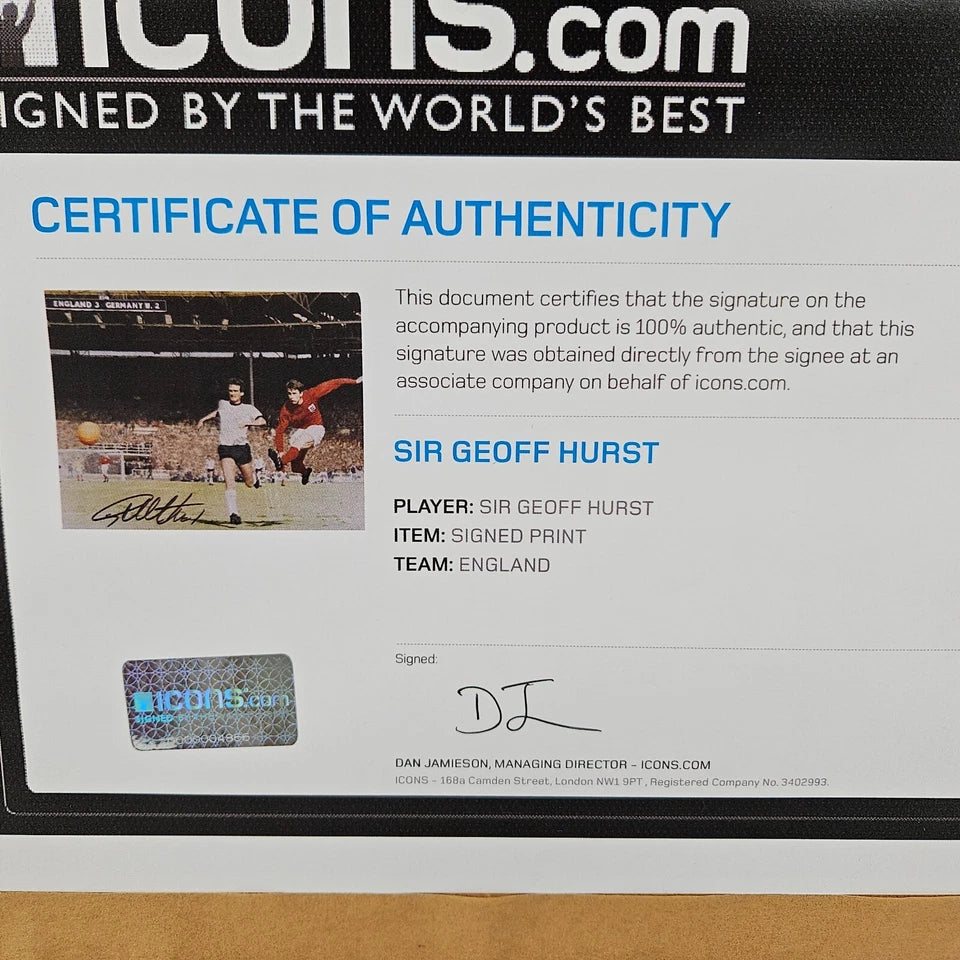 icons.com
IGNED BY THE WORLD'S BEST
CERTIFICATE OF AUTHENTICITY
ENGLAND 3 GERMANY W. 2
This document certifies that the signature on the
accompanying product is 100% authentic, and that this
signature was obtained directly from the signee at an
associate company on behalf of icons.com.
SIR GEOFF HURST
PLAYER: SIR GEOFF HURST
ITEM: SIGNED PRINT
TEAM: ENGLAND
Signed:
DJ
icons.com
SIGNED BY THE
DAN JAMIESON, MANAGING DIRECTOR - ICONS.COM
ICONS - 168a Camden Street, London NW1 9PT, Registered Company No. 3402993.